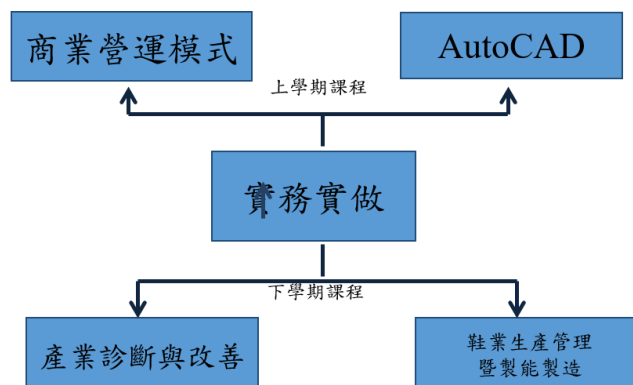 商業營運模式
AutoCAD
上學期課程
實務實做
下學期課程
產業診斷與改善
鞋業生產管理
暨製能製造